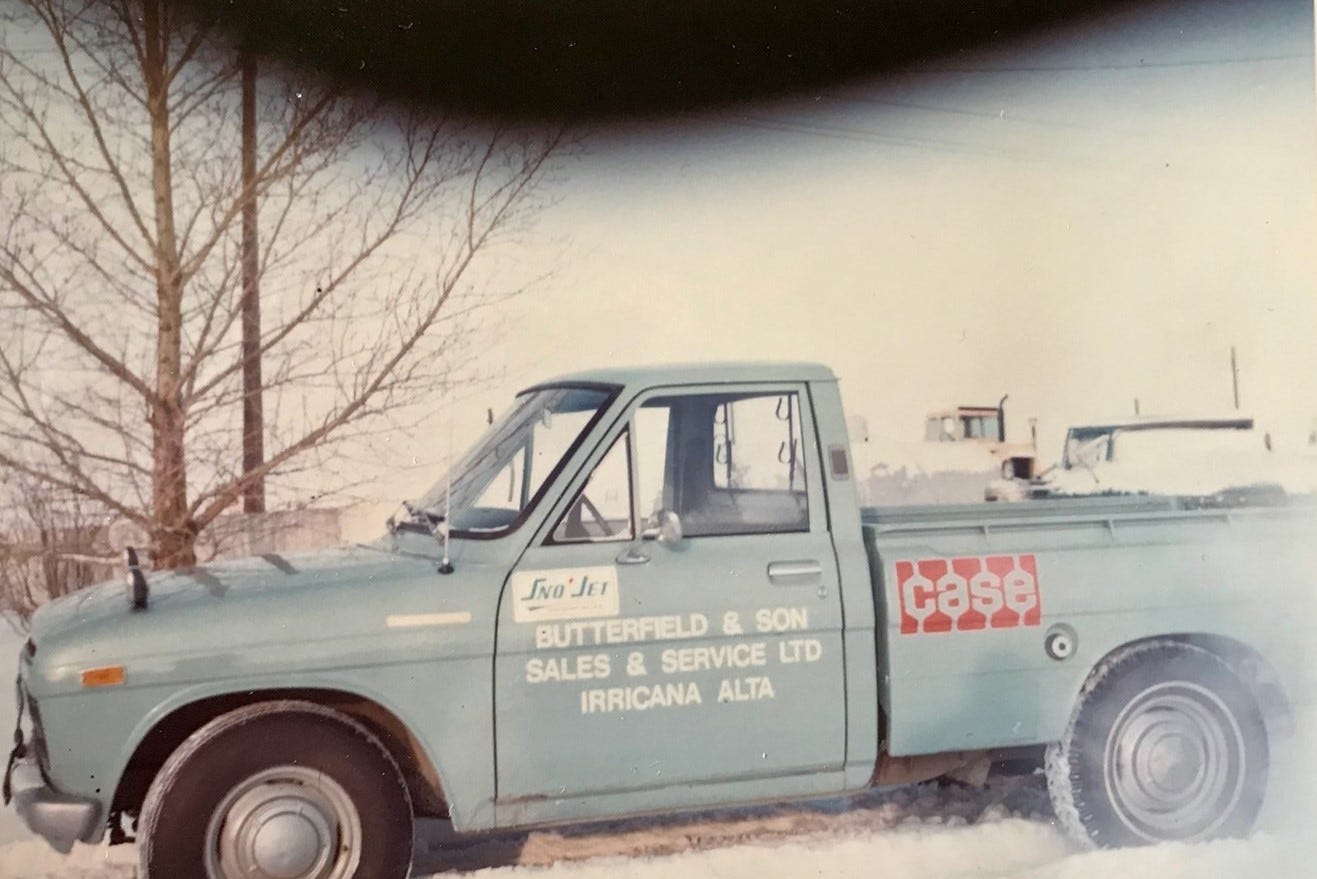 SNO JET
BUTTERFIELD & SON
SALES & SERVICE LTD
IRRICANA ALTA
case